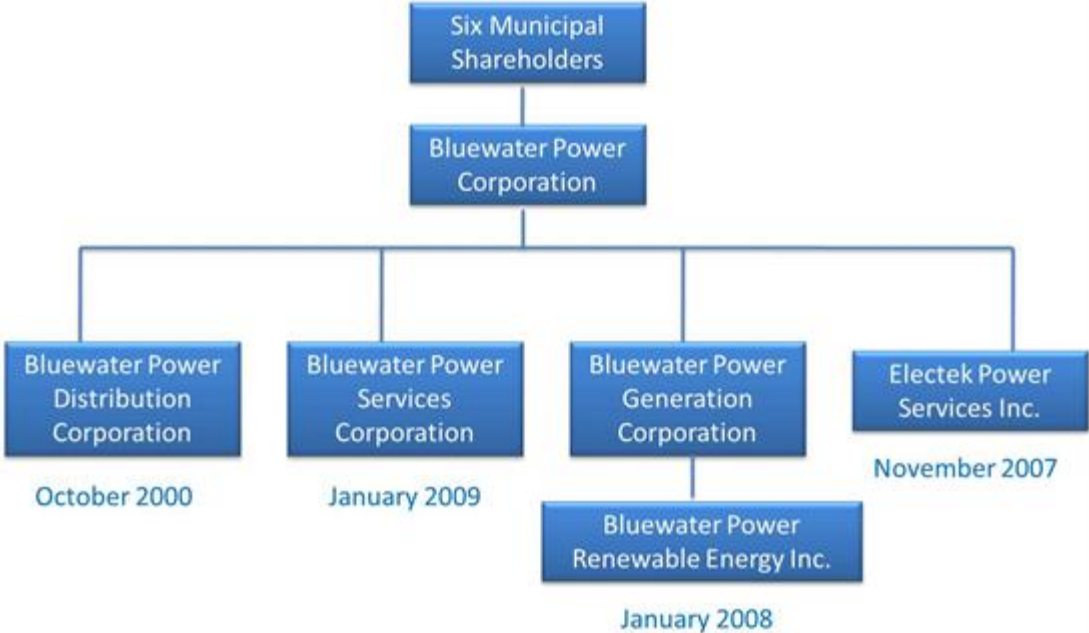 Six Municipal
Shareholders
Bluewater Power
Corporation
Bluewater Power
Distribution
Corporation
October 2000
Bluewater Power
Services
Corporation
January 2009
Bluewater Power
Generation
Corporation
Bluewater Power
Renewable Energy Inc.
January 2008
Electek Power
Services Inc.
November 2007